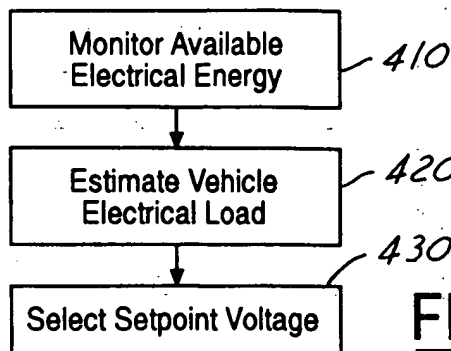 Monitor Available
Electrical Energy
410
Estimate Vehicle
Electrical Load
420
Select Setpoint Voltage
430